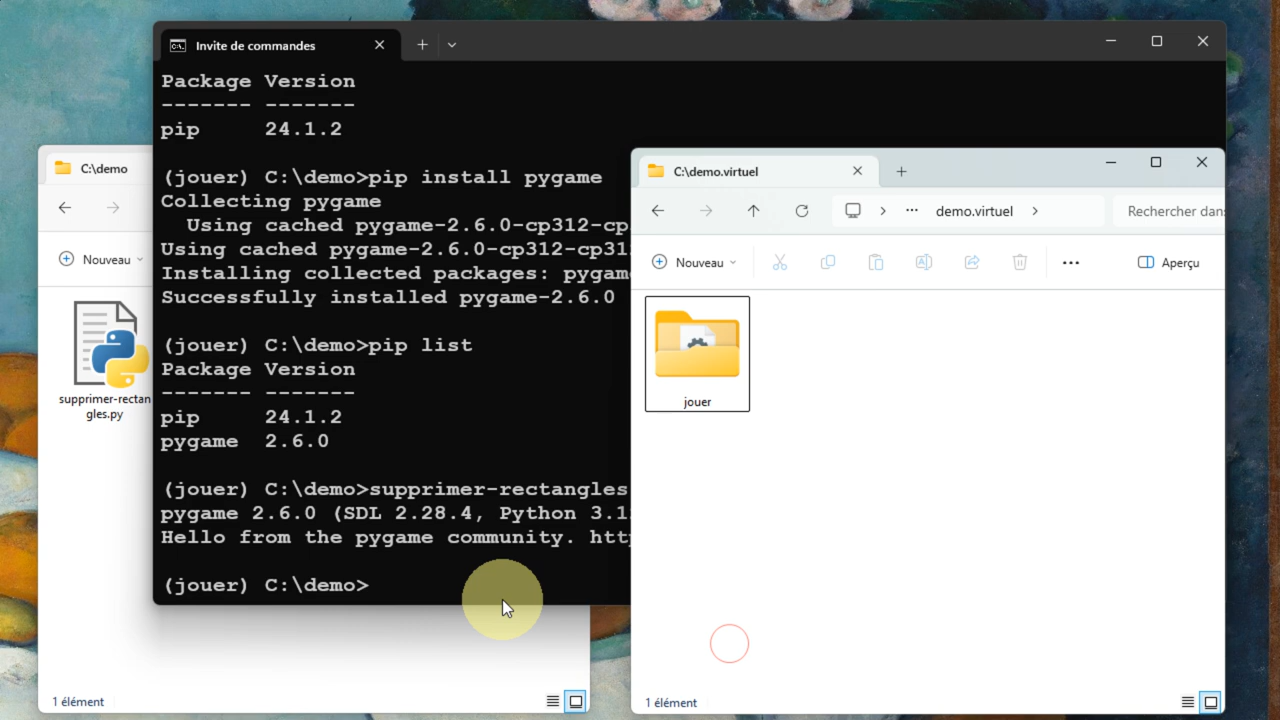 Invite de commandes
Package Version
------- -------
pip 24.1.2
(jouer) C:\demo>pip install pygame
Collecting pygame
Using cached pygame-2.6.0-cp312-cp
Using cached pygame-2.6.0-cp312-cp31
Installing collected packages: pygam
Successfully installed pygame-2.6.0
(jouer) C:\demo>pip list
Package Version
------- -------
pip 24.1.2
pygame 2.6.0
(jouer) C:\demo>supprimer-rectangles
pygame 2.6.0 (SDL 2.28.4, Python 3.1
Hello from the pygame community. htt
(jouer) C:\demo>
C:\demo
Nouveau
supprimer-rectan
gles.py
1 élément
C:\demo.virtuel
demo.virtuel
Rechercher dans
Nouveau
Aperçu
jouer
1 élément